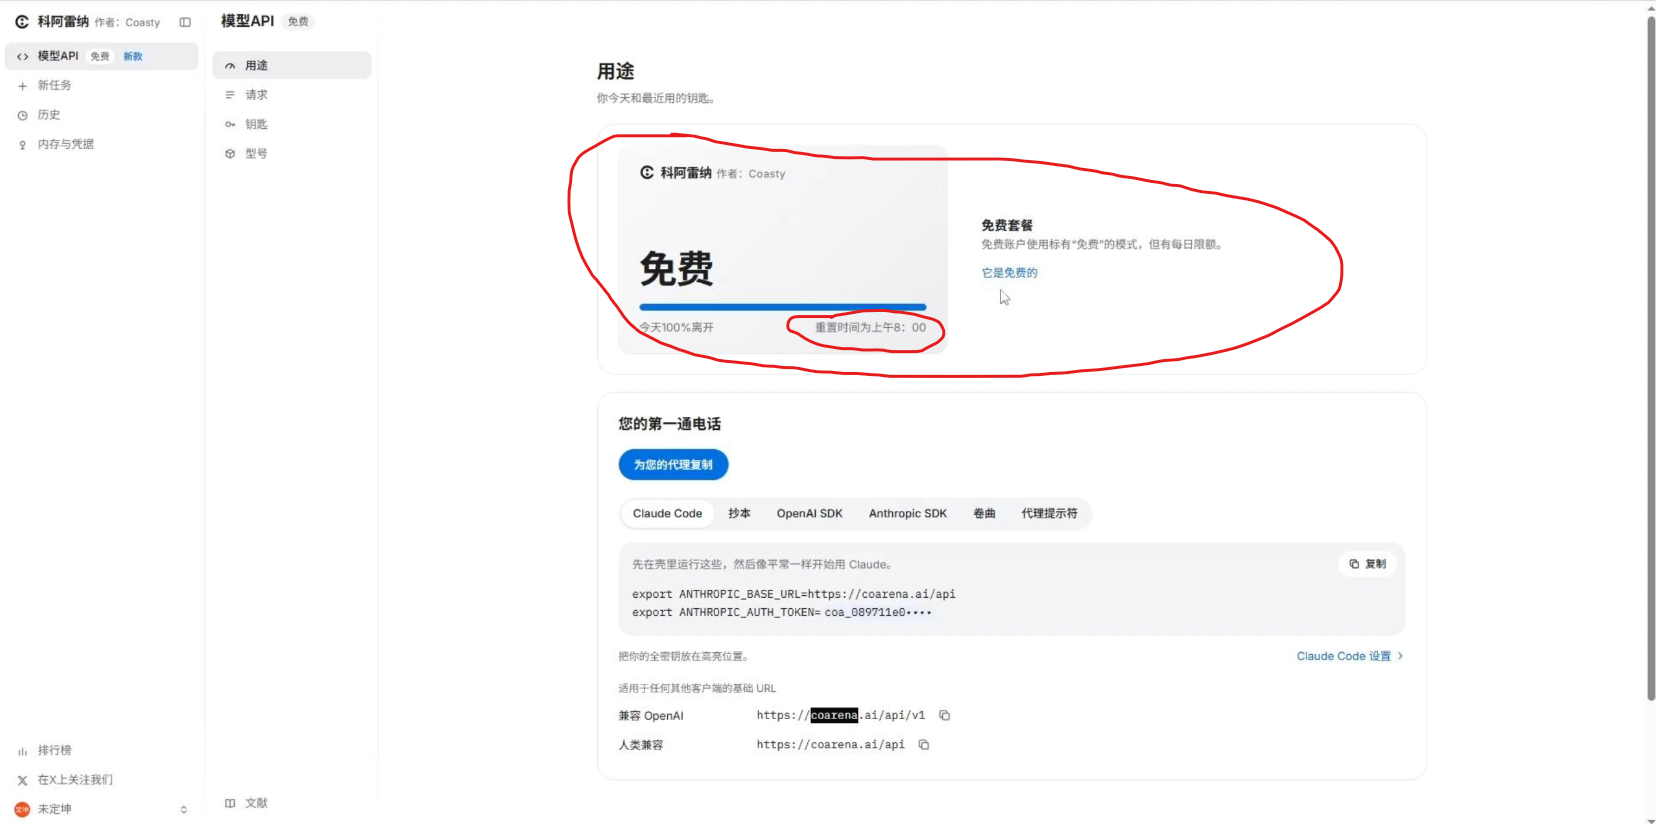 科阿雷纳 作者：Coasty
模型API 免费 新款
新任务
历史
内存与凭据
排行榜
在X上关注我们
未定坤
模型API 免费
用途
请求
钥匙
型号
文献
用途
你今天和最近用的钥匙。
科阿雷纳 作者：Coasty
免费
今天100%离开 重置时间为上午8：00
免费套餐
免费账户使用标有“免费”的模式，但有每日限额。
它是免费的
您的第一通电话
为您的代理复制
Claude Code 抄本 OpenAI SDK Anthropic SDK 卷曲 代理提示符
先在壳里运行这些，然后像平常一样开始用 Claude。
复制
export ANTHROPIC_BASE_URL=https://coarena.ai/api
export ANTHROPIC_AUTH_TOKEN= coa_089711e0••••
把你的全密钥放在高亮位置。
Claude Code 设置 >
适用于任何其他客户端的基础 URL
兼容 OpenAI https://coarena.ai/api/v1
人类兼容 https://coarena.ai/api